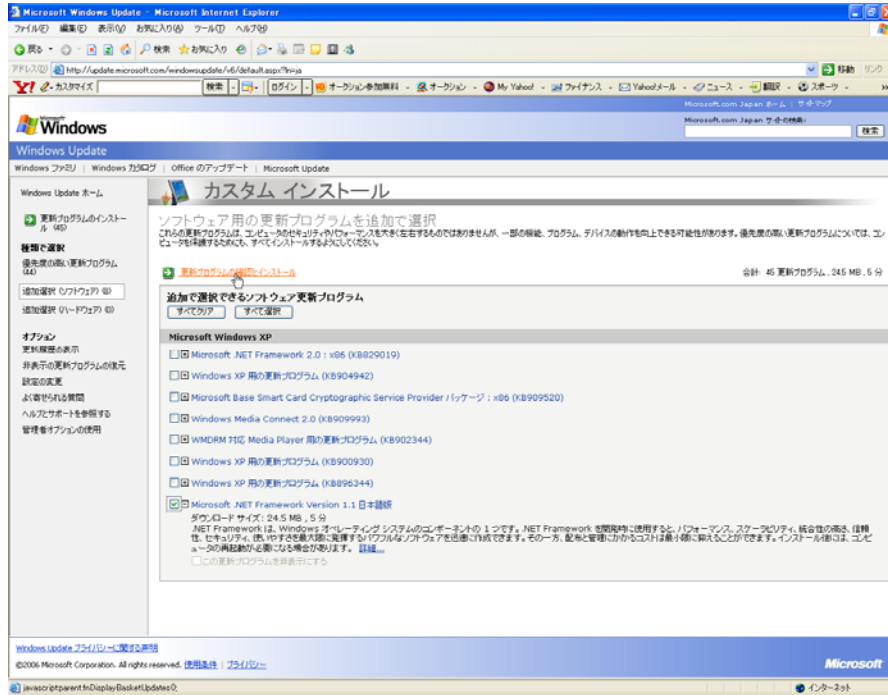 Microsoft Windows Update - Microsoft Internet Explorer
ファイル(F) 編集(E) 表示(V) お気に入り(A) ツール(T) ヘルプ(H)
戻る 検索 お気に入り
アドレス(D) http://update.microsoft.com/windowsupdate/v6/default.aspx?ln=ja 移動 リンク
Y! カスタマイズ 検索 ログイン オークション参加無料 オークション My Yahoo! ファイナンス Yahoo!メール ニュース 翻訳 スポーツ
Microsoft.com Japan ホーム | サイトマップ
Microsoft Windows
Microsoft.com Japan サイトの検索:
検索
Windows Update
Windows ファミリ | Windows カタログ | Office のアップデート | Microsoft Update
Windows Update ホーム
更新プログラムのインストール (45)
種類で選択
優先度の高い更新プログラム (44)
追加選択 (ソフトウェア) (8)
追加選択 (ハードウェア) (0)
オプション
更新履歴の表示
非表示の更新プログラムの復元
設定の変更
よく寄せられる質問
ヘルプとサポートを参照する
管理者オプションの使用
カスタム インストール
ソフトウェア用の更新プログラムを追加で選択
これらの更新プログラムは、コンピュータのセキュリティやパフォーマンスを大きく左右するものではありませんが、一部の機能、プログラム、デバイスの動作を向上できる可能性があります。優先度の高い更新プログラムについては、コン
ピュータを保護するためにも、すべてインストールするようにしてください。
更新プログラムの確認とインストール
合計: 45 更新プログラム , 24.5 MB , 5 分
追加で選択できるソフトウェア更新プログラム
すべてクリア すべて選択
Microsoft Windows XP
Microsoft .NET Framework 2.0 : x86 (KB829019)
Windows XP 用の更新プログラム (KB904942)
Microsoft Base Smart Card Cryptographic Service Provider パッケージ : x86 (KB909520)
Windows Media Connect 2.0 (KB909993)
WMDRM 対応 Media Player 用の更新プログラム (KB902344)
Windows XP 用の更新プログラム (KB900930)
Windows XP 用の更新プログラム (KB896344)
Microsoft .NET Framework Version 1.1 日本語版
ダウンロード サイズ: 24.5 MB , 5 分
.NET Framework は、Windows オペレーティング システムのコンポーネントの 1 つです。.NET Framework を開発時に使用すると、パフォーマンス、スケーラビリティ、統合性の高さ、信頼
性、セキュリティ、使いやすさを最大限に発揮するパワフルなソフトウェアを迅速に作成できます。その一方、配布と管理にかかるコストは最小限に抑えることができます。インストール後には、コンピ
ュータの再起動が必要になる場合があります。 詳細...
この更新プログラムを非表示にする
Windows Update プライバシーに関する声明
©2006 Microsoft Corporation. All rights reserved. 使用条件 | プライバシー
Microsoft
javascript:parent.fnDisplayBasketUpdates(); インターネット